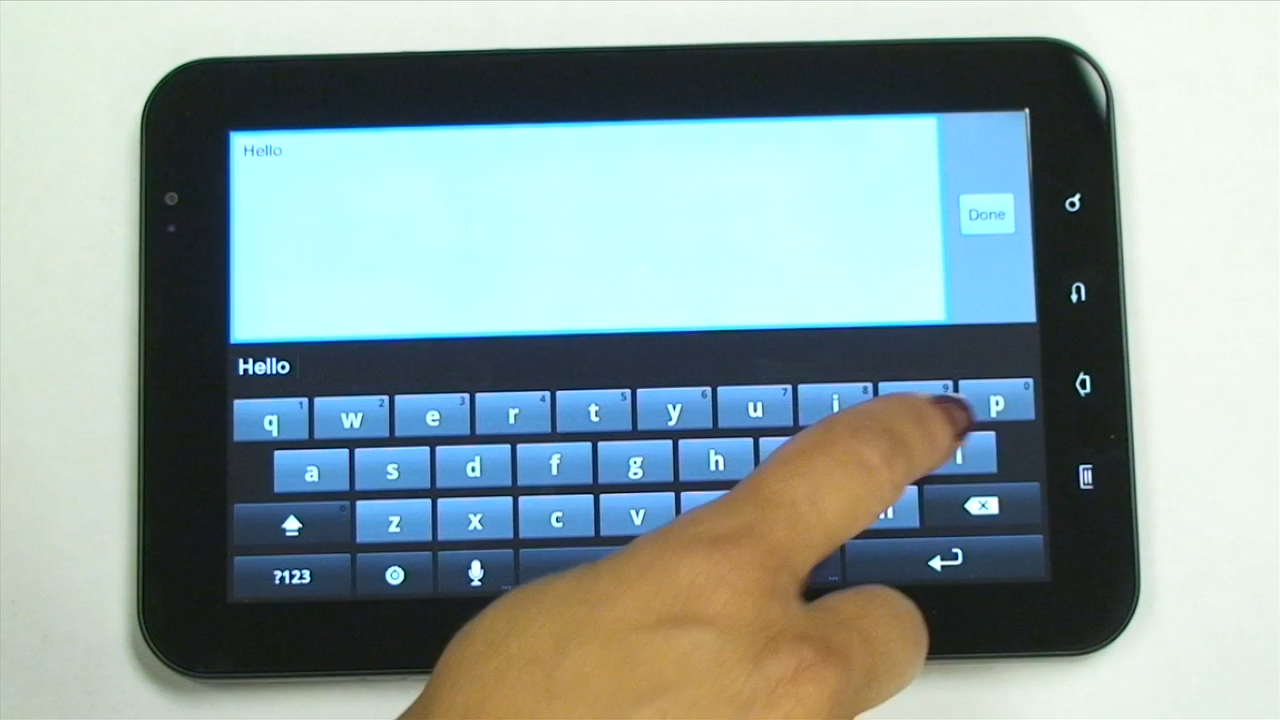 Hello
Done
Hello
q 1 w 2 e 3 r 4 t 5 y 6 u 7 i 8 9 p 0
a s d f g h l
z x c v
?123 ... ...